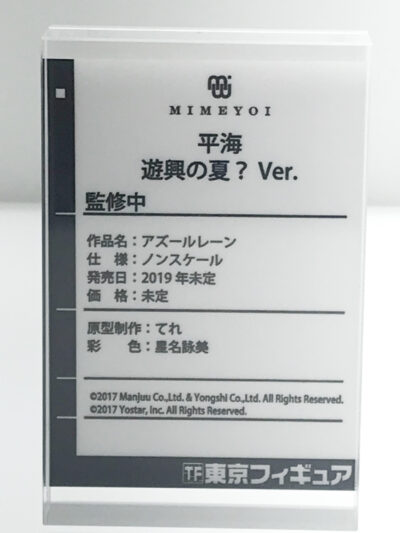 MIMEYOI
平海
遊興の夏？ Ver.
監修中
作品名：アズールレーン
仕　様：ノンスケール
発売日：2019 年未定
価　格：未定
原型制作：てれ
彩　　色：星名詠美
©2017 Manjuu Co.,Ltd. & Yongshi Co.,Ltd. All Rights Reserved.
©2017 Yostar, Inc. All Rights Reserved.
TF 東京フィギュア